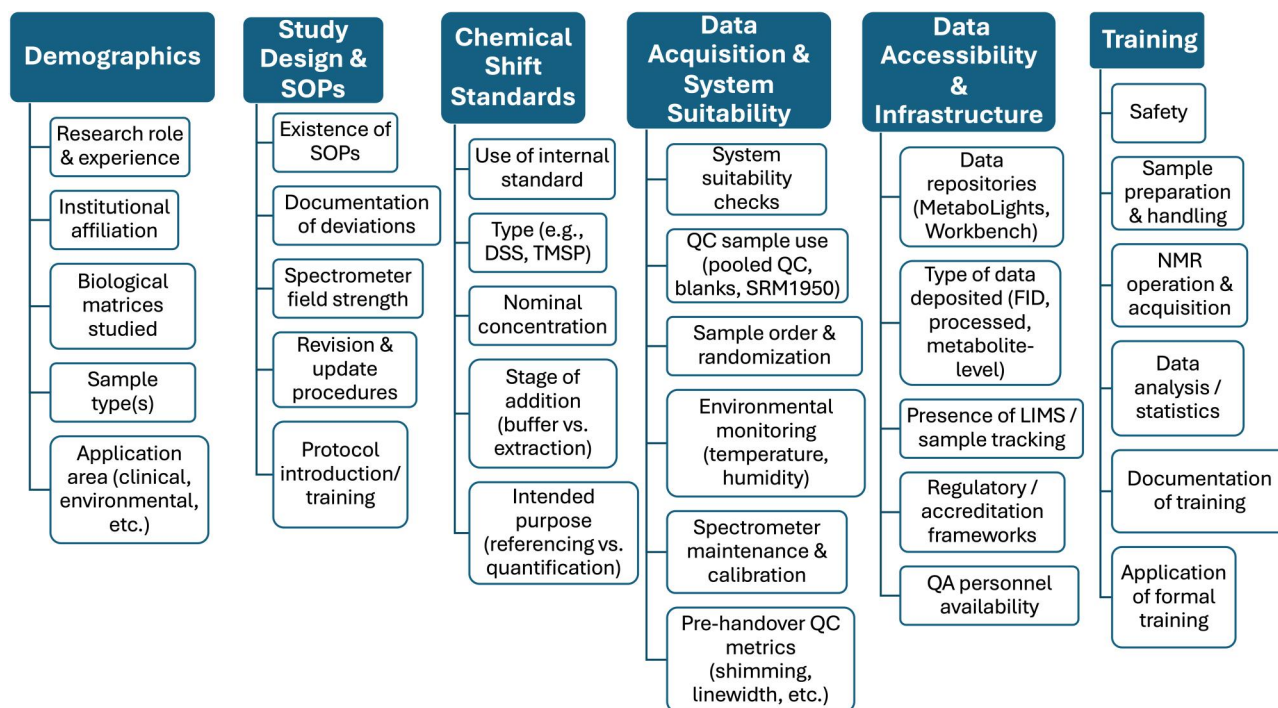 Demographics
Research role
& experience
Institutional
affiliation
Biological
matrices
studied
Sample
type(s)
Application
area (clinical,
environmental,
etc.)
Study
Design &
SOPs
Existence of
SOPs
Documentation
of deviations
Spectrometer
field strength
Revision &
update
procedures
Protocol
introduction/
training
Chemical
Shift
Standards
Use of internal
standard
Type (e.g.,
DSS, TMSP)
Nominal
concentration
Stage of
addition
(buffer vs.
extraction)
Intended
purpose
(referencing vs.
quantification)
Data
Acquisition &
System
Suitability
System
suitability
checks
QC sample use
(pooled QC,
blanks, SRM1950)
Sample order &
randomization
Environmental
monitoring
(temperature,
humidity)
Spectrometer
maintenance &
calibration
Pre-handover QC
metrics
(shimming,
linewidth, etc.)
Data
Accessibility
&
Infrastructure
Data
repositories
(MetaboLights,
Workbench)
Type of data
deposited (FID,
processed,
metabolite-
level)
Presence of LIMS /
sample tracking
Regulatory /
accreditation
frameworks
QA personnel
availability
Training
Safety
Sample
preparation
& handling
NMR
operation &
acquisition
Data
analysis /
statistics
Documentation
of training
Application
of formal
training